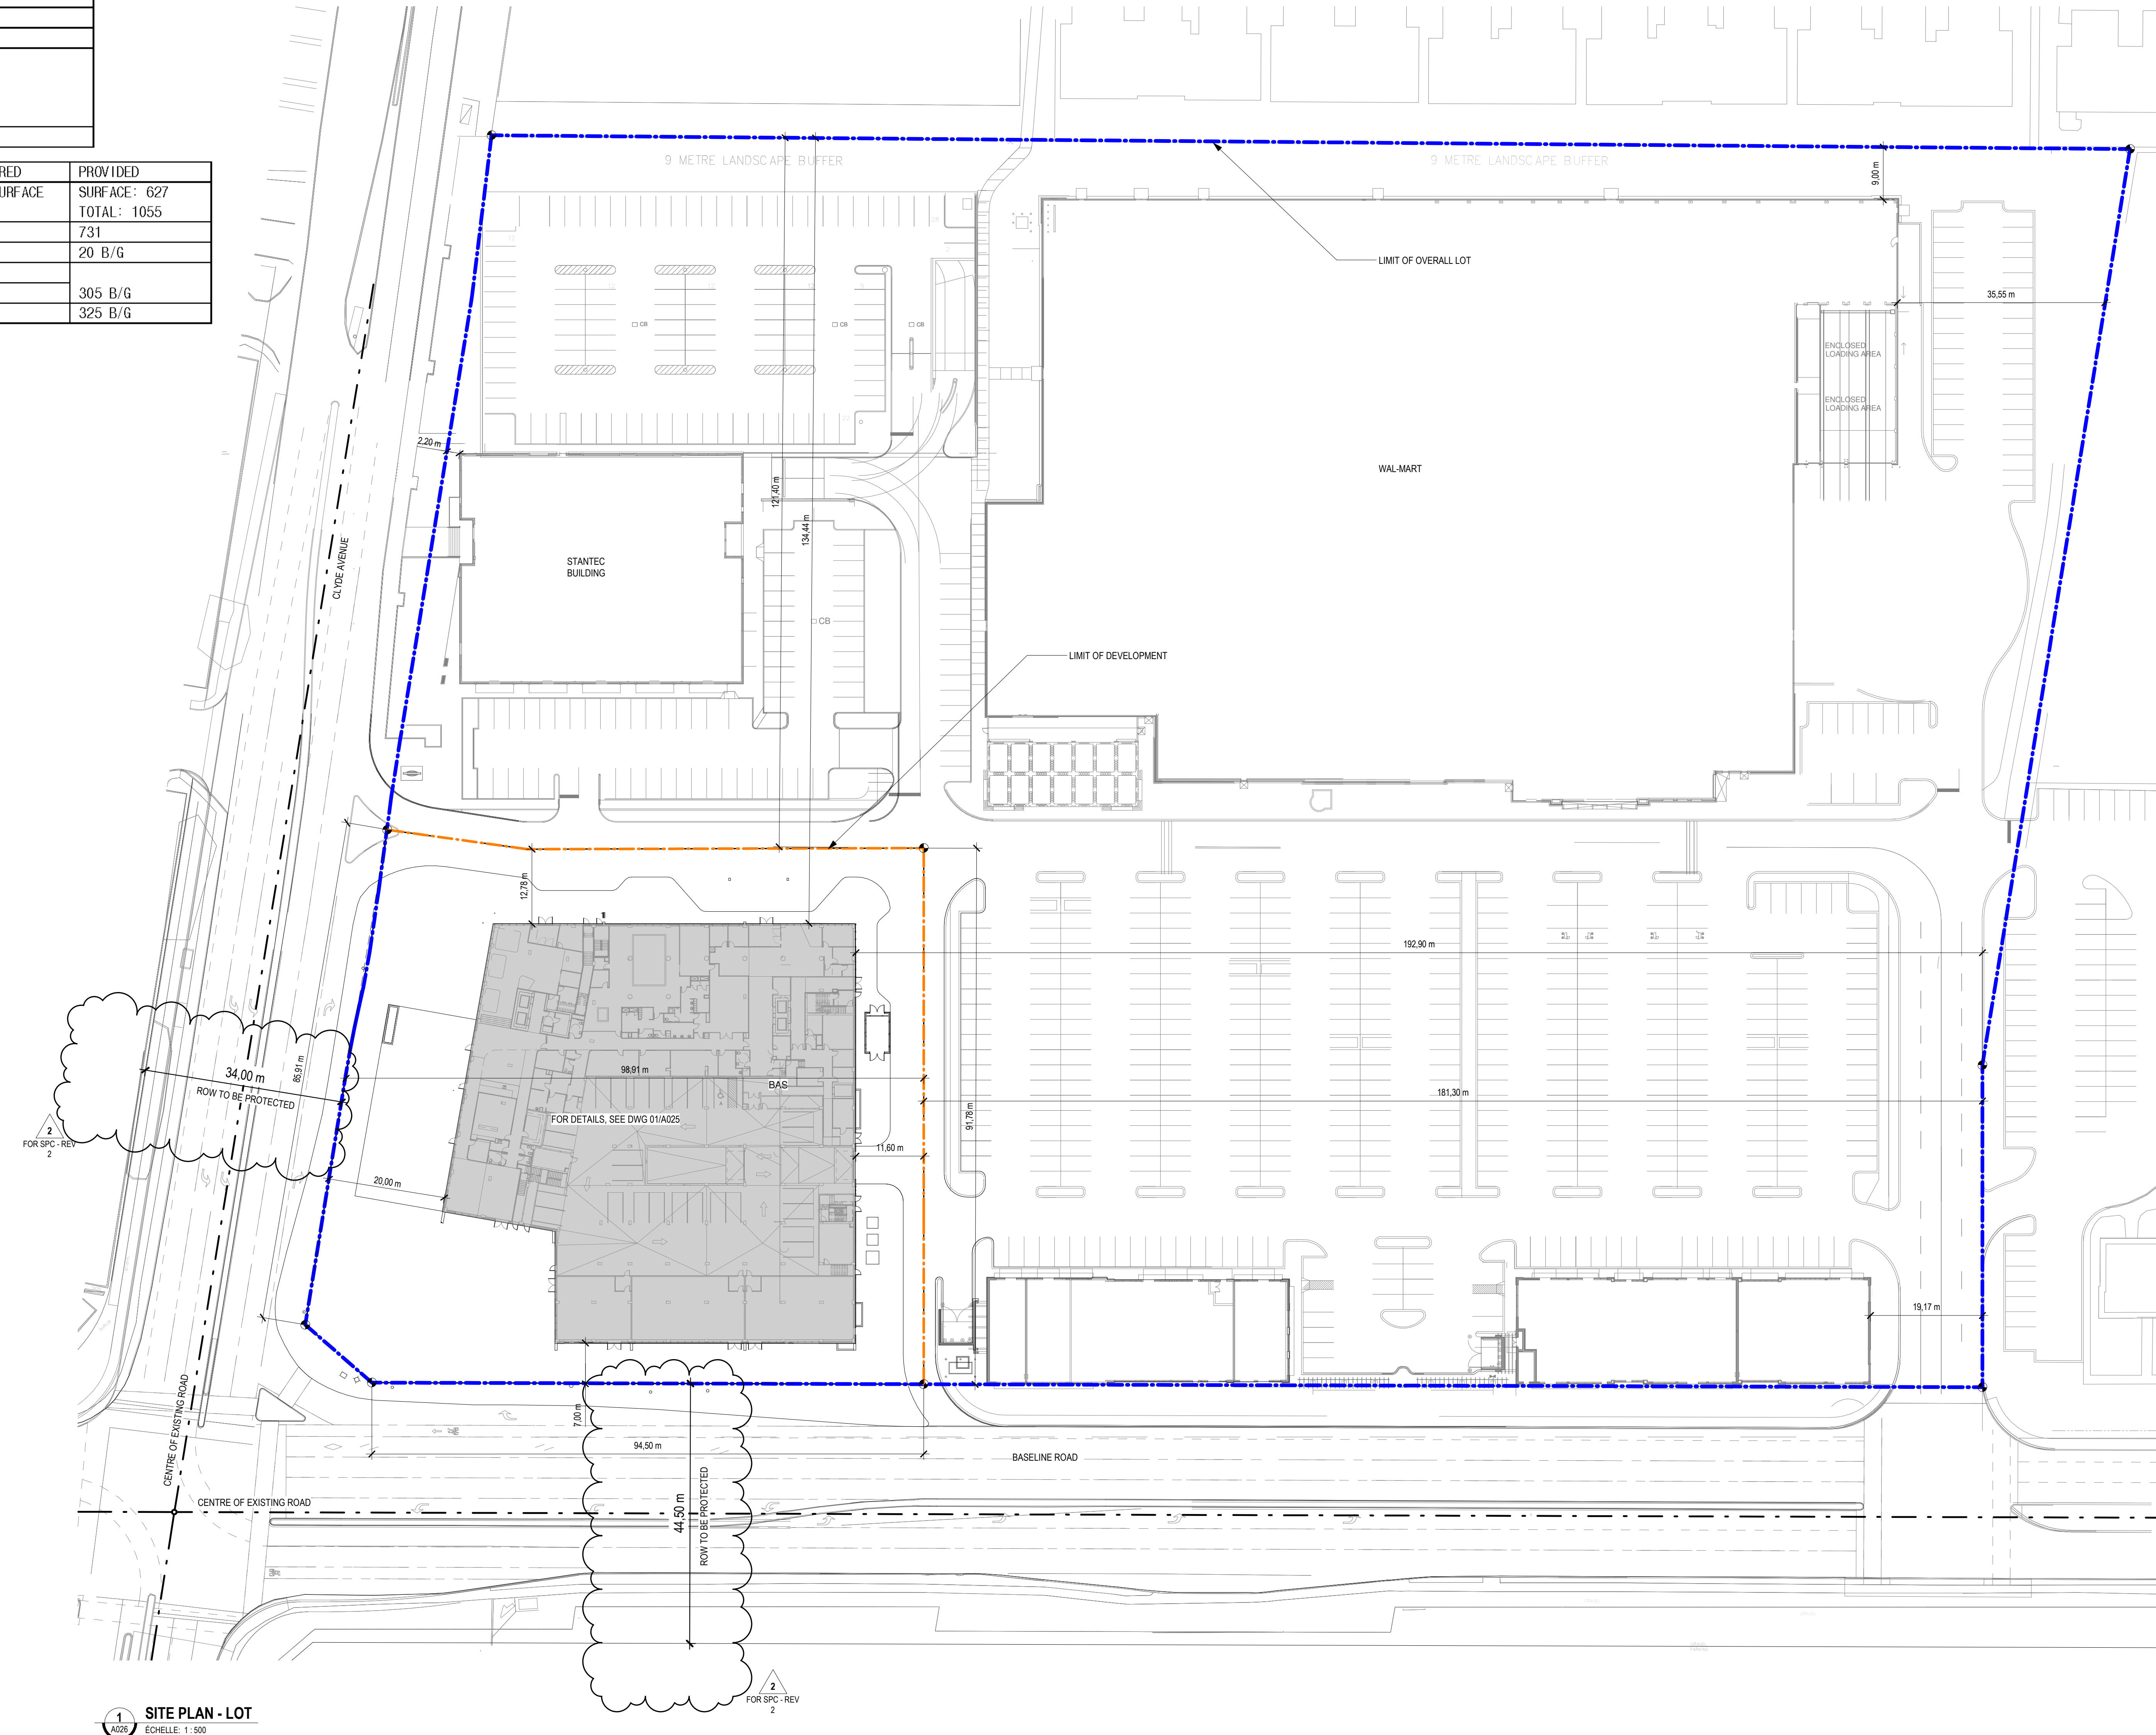 RED PROVIDED
URFACE SURFACE: 627
TOTAL: 1055
731
20 B/G
305 B/G
325 B/G
9 METRE LANDSCAPE BUFFER
9 METRE LANDSCAPE BUFFER
9,00 m
LIMIT OF OVERALL LOT
35,55 m
CB
CB
CB
ENCLOSED
LOADING AREA
ENCLOSED
LOADING AREA
2,20 m
WAL-MART
121,40 m
134,44 m
CLYDE AVENUE
STANTEC
BUILDING
CB
LIMIT OF DEVELOPMENT
12,78 m
192,90 m
34,00 m
ROW TO BE PROTECTED
85,91 m
98,91 m
BAS
181,30 m
91,78 m
FOR DETAILS, SEE DWG 01/A025
2
FOR SPC - REV
2
11,60 m
20,00 m
19,17 m
CENTRE OF EXISTING ROAD
7,00 m
94,50 m
BASELINE ROAD
CENTRE OF EXISTING ROAD
44,50 m
ROW TO BE PROTECTED
2
FOR SPC - REV
2
1
A026
SITE PLAN - LOT
ÉCHELLE: 1 : 500